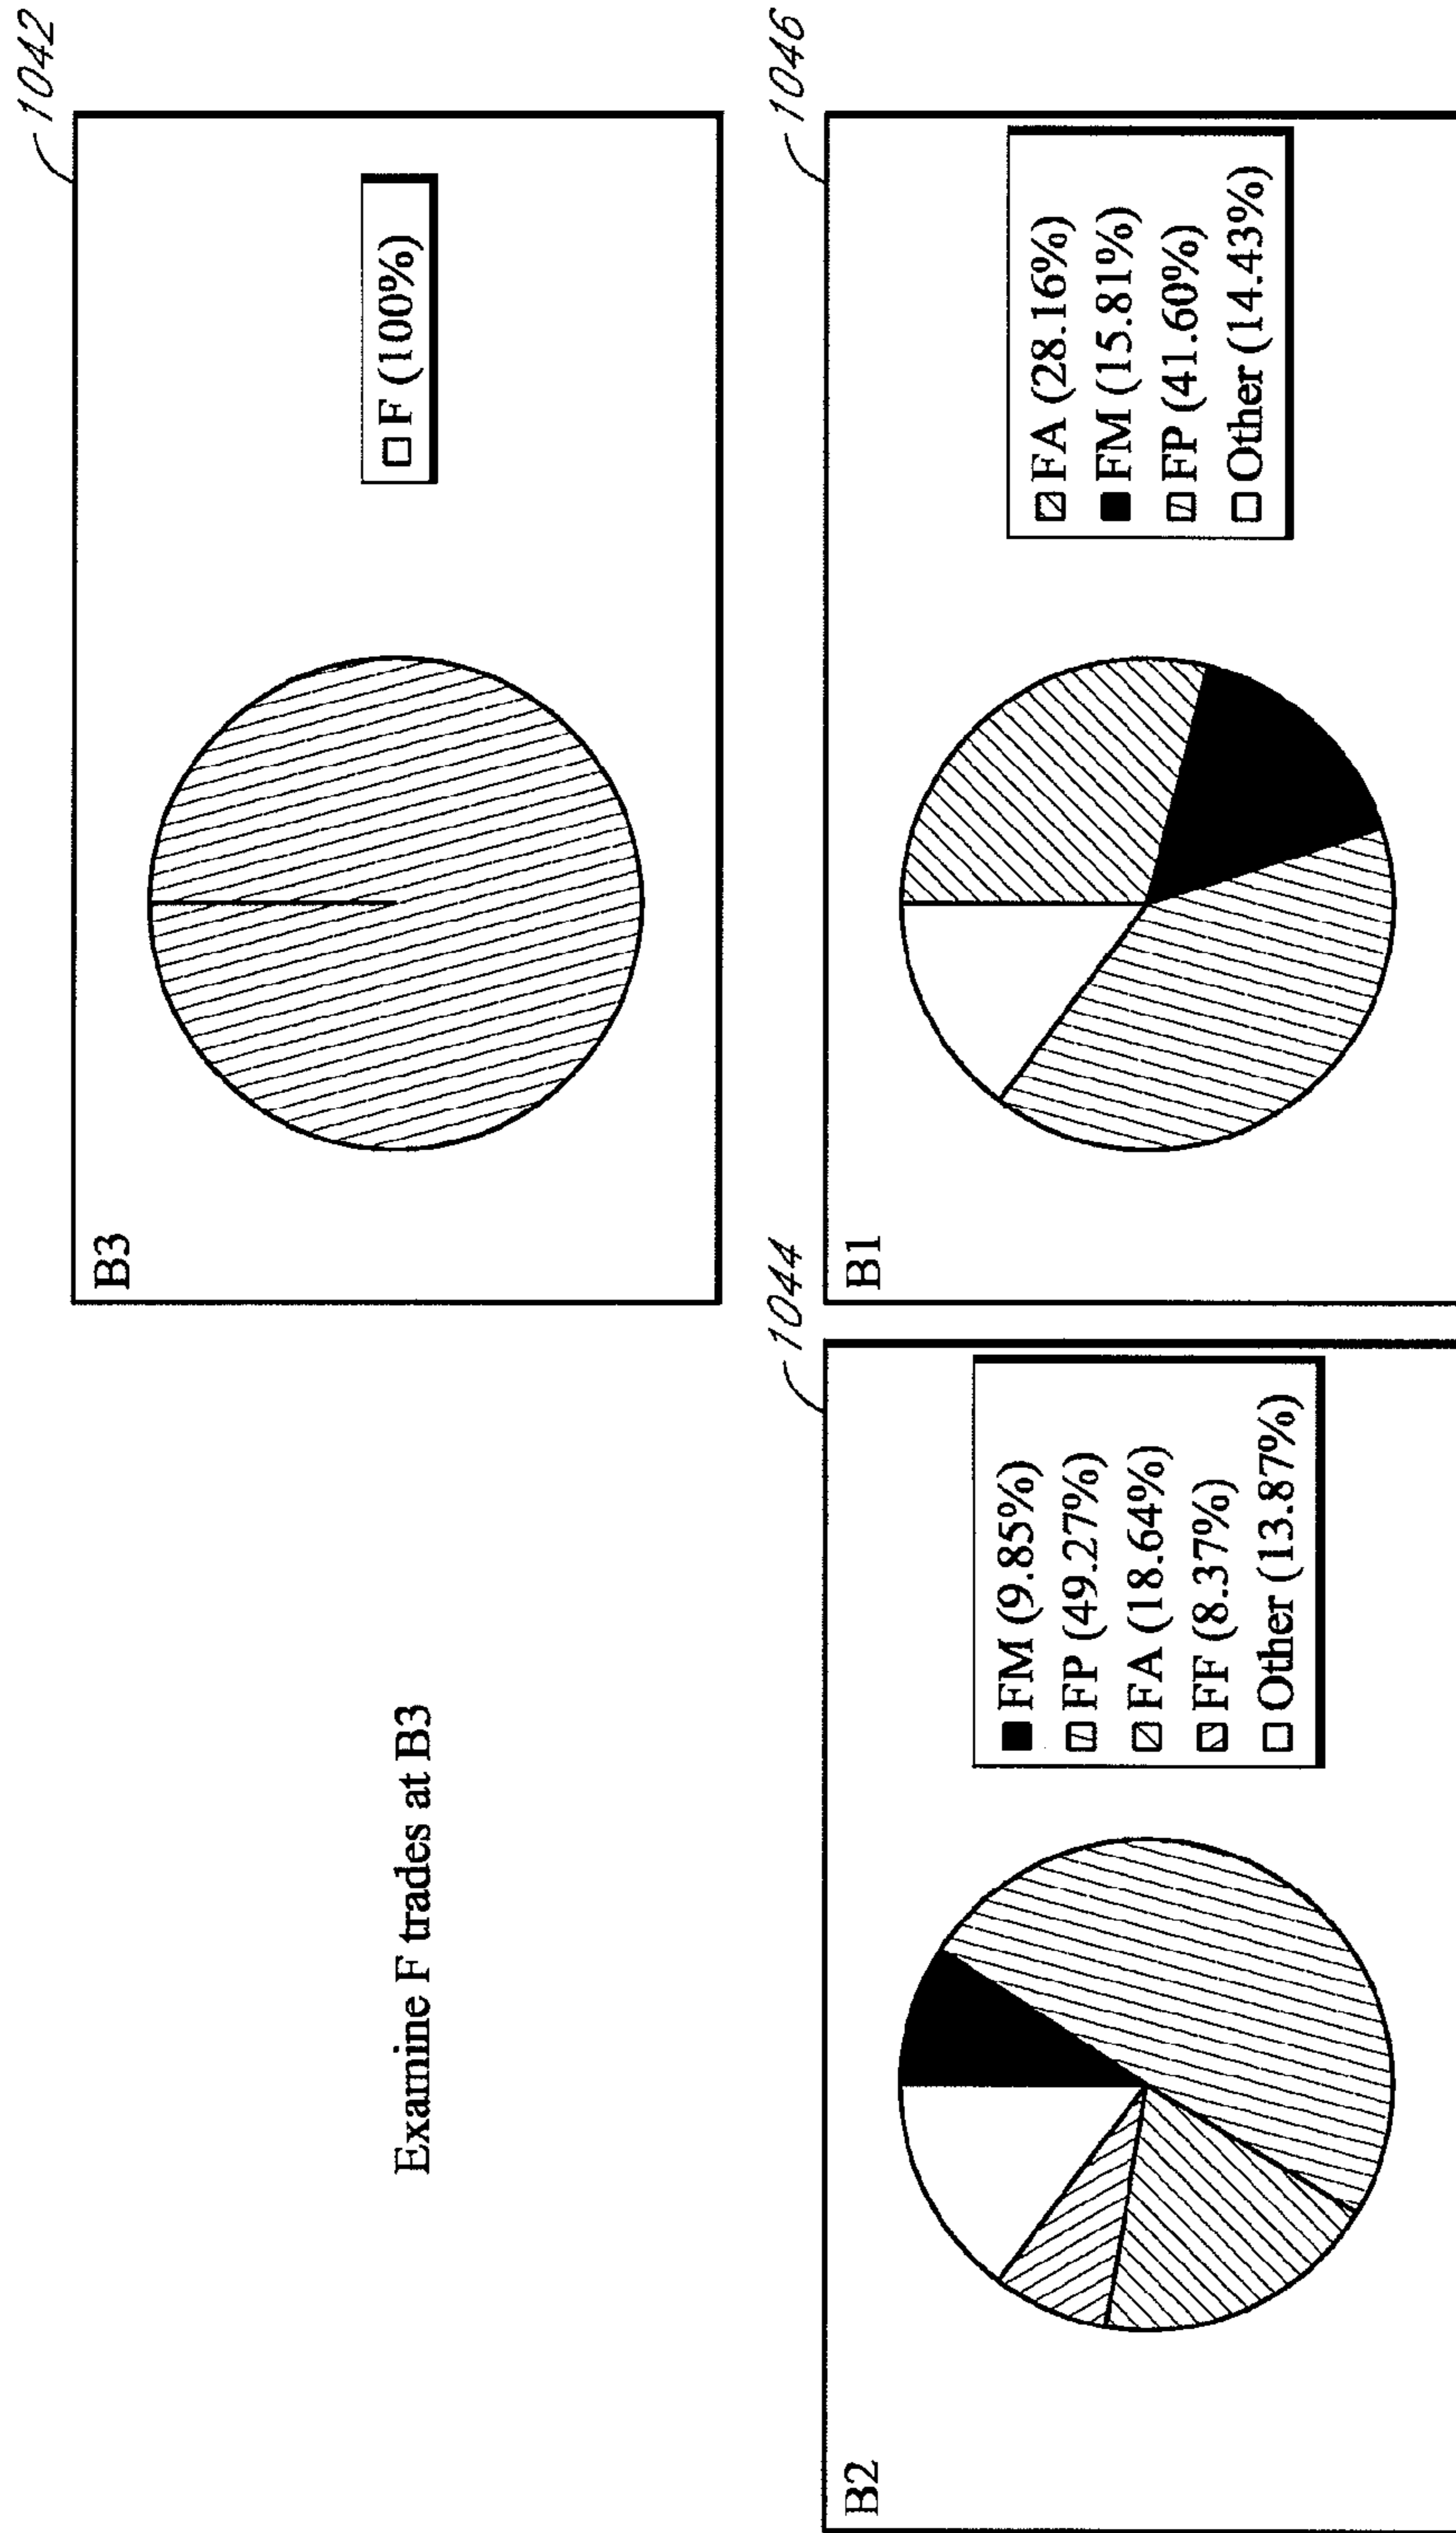 Examine F trades at B3
1042
B3
F (100%)
1044
B2
FM (9.85%)
FP (49.27%)
FA (18.64%)
FF (8.37%)
Other (13.87%)
1046
B1
FA (28.16%)
FM (15.81%)
FP (41.60%)
Other (14.43%)